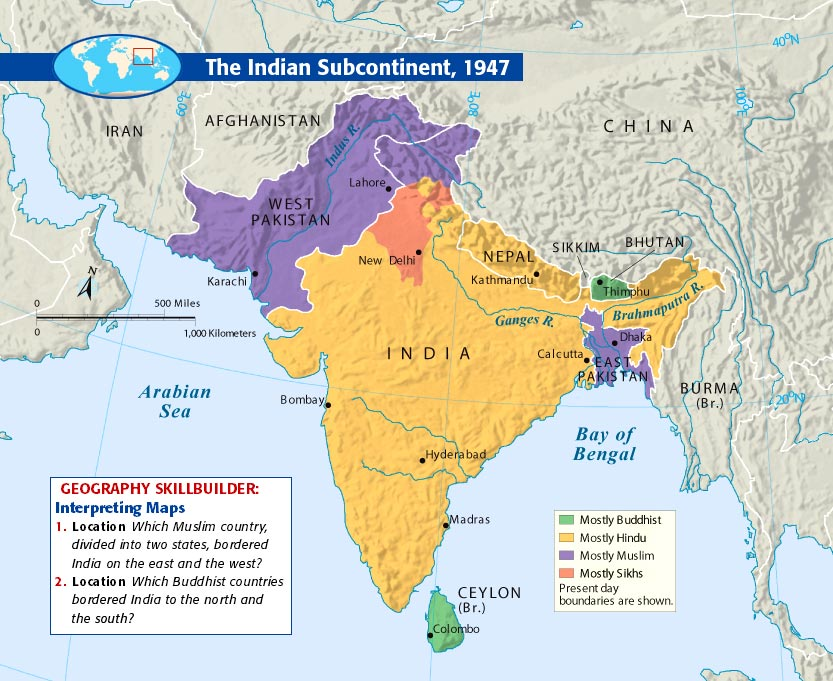 The Indian Subcontinent, 1947
40°N
60°E
80°E
100°E
IRAN
AFGHANISTAN
CHINA
Indus R.
Lahore
WEST
PAKISTAN
New Delhi
NEPAL
SIKKIM
BHUTAN
Kathmandu
Thimphu
Karachi
N
0
500 Miles
0
1,000 Kilometers
Ganges R.
Brahmaputra R.
INDIA
Calcutta
Dhaka
EAST
PAKISTAN
BURMA
(Br.)
20°N
Arabian
Sea
Bombay
Bay of
Bengal
Hyderabad
Madras
CEYLON
(Br.)
Colombo
GEOGRAPHY SKILLBUILDER:
Interpreting Maps
1. Location Which Muslim country,
divided into two states, bordered
India on the east and the west?
2. Location Which Buddhist countries
bordered India to the north and
the south?
Mostly Buddhist
Mostly Hindu
Mostly Muslim
Mostly Sikhs
Present day
boundaries are shown.